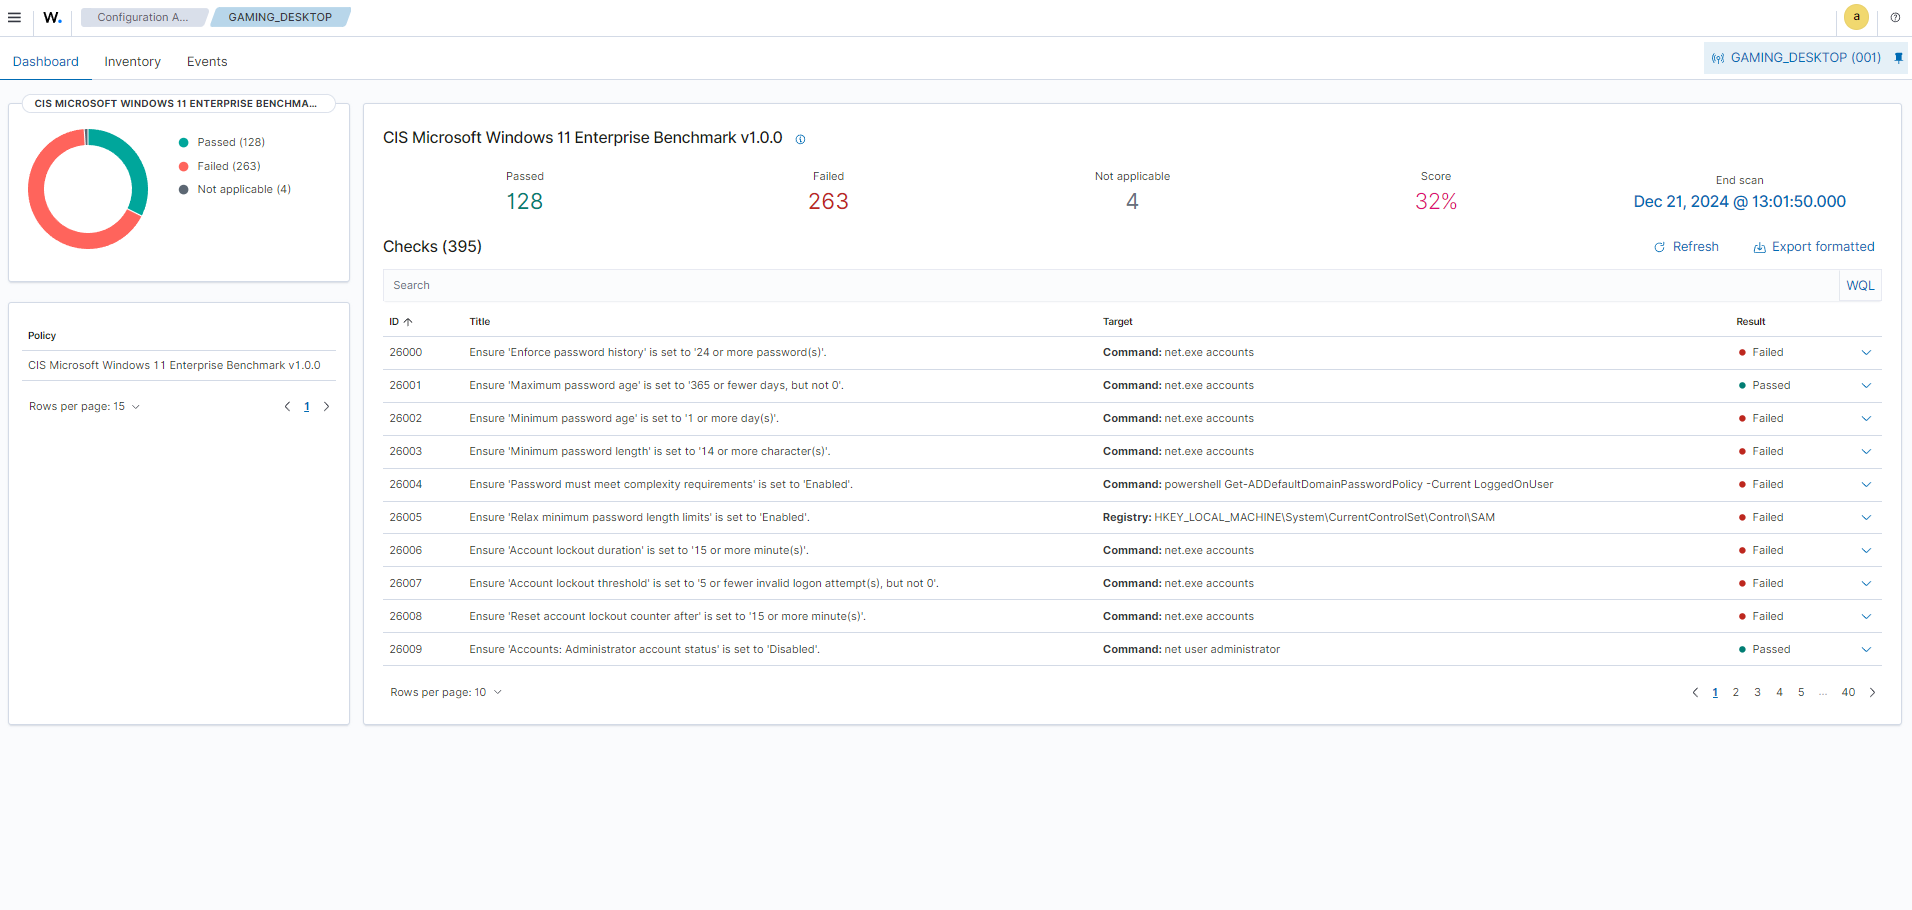 W. Configuration A... GAMING_DESKTOP a
Dashboard Inventory Events GAMING_DESKTOP (001)
CIS MICROSOFT WINDOWS 11 ENTERPRISE BENCHMA...
Passed (128)
Failed (263)
Not applicable (4)
Policy
CIS Microsoft Windows 11 Enterprise Benchmark v1.0.0
Rows per page: 15 1
CIS Microsoft Windows 11 Enterprise Benchmark v1.0.0
Passed Failed Not applicable Score End scan
128 263 4 32% Dec 21, 2024 @ 13:01:50.000
Checks (395) Refresh Export formatted
Search WQL
ID Title Target Result
26000 Ensure 'Enforce password history' is set to '24 or more password(s)'. Command: net.exe accounts Failed
26001 Ensure 'Maximum password age' is set to '365 or fewer days, but not 0'. Command: net.exe accounts Passed
26002 Ensure 'Minimum password age' is set to '1 or more day(s)'. Command: net.exe accounts Failed
26003 Ensure 'Minimum password length' is set to '14 or more character(s)'. Command: net.exe accounts Failed
26004 Ensure 'Password must meet complexity requirements' is set to 'Enabled'. Command: powershell Get-ADDefaultDomainPasswordPolicy -Current LoggedOnUser Failed
26005 Ensure 'Relax minimum password length limits' is set to 'Enabled'. Registry: HKEY_LOCAL_MACHINE\System\CurrentControlSet\Control\SAM Failed
26006 Ensure 'Account lockout duration' is set to '15 or more minute(s)'. Command: net.exe accounts Failed
26007 Ensure 'Account lockout threshold' is set to '5 or fewer invalid logon attempt(s), but not 0'. Command: net.exe accounts Failed
26008 Ensure 'Reset account lockout counter after' is set to '15 or more minute(s)'. Command: net.exe accounts Failed
26009 Ensure 'Accounts: Administrator account status' is set to 'Disabled'. Command: net user administrator Passed
Rows per page: 10 1 2 3 4 5 ... 40